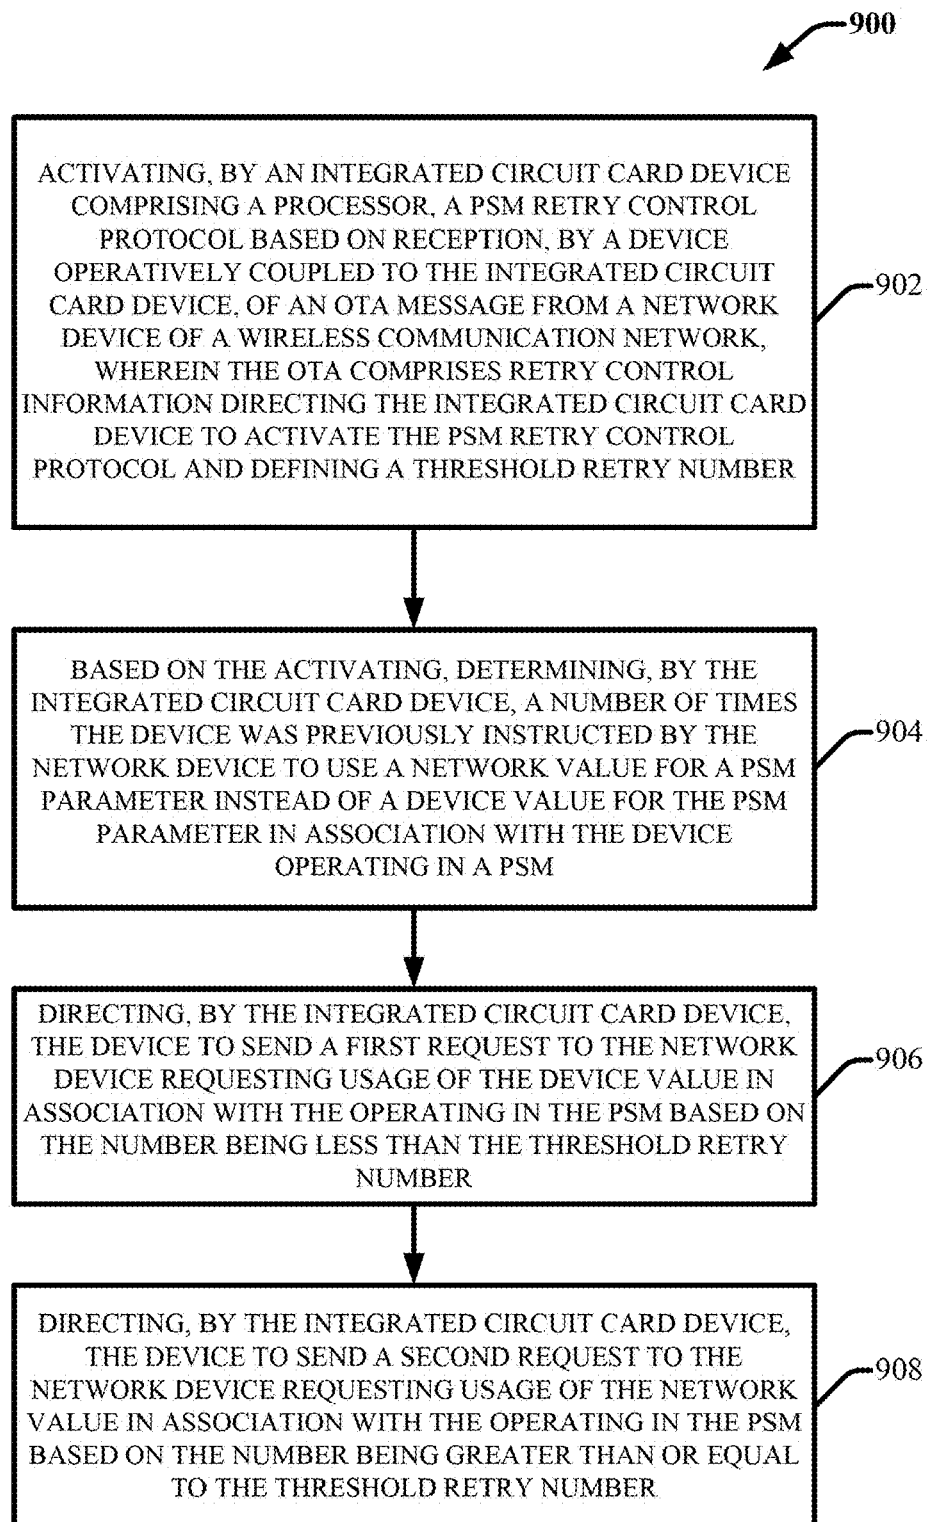 900
ACTIVATING, BY AN INTEGRATED CIRCUIT CARD DEVICE
COMPRISING A PROCESSOR, A PSM RETRY CONTROL
PROTOCOL BASED ON RECEPTION, BY A DEVICE
OPERATIVELY COUPLED TO THE INTEGRATED CIRCUIT
CARD DEVICE, OF AN OTA MESSAGE FROM A NETWORK
DEVICE OF A WIRELESS COMMUNICATION NETWORK,
WHEREIN THE OTA COMPRISES RETRY CONTROL
INFORMATION DIRECTING THE INTEGRATED CIRCUIT CARD
DEVICE TO ACTIVATE THE PSM RETRY CONTROL
PROTOCOL AND DEFINING A THRESHOLD RETRY NUMBER
902
BASED ON THE ACTIVATING, DETERMINING, BY THE
INTEGRATED CIRCUIT CARD DEVICE, A NUMBER OF TIMES
THE DEVICE WAS PREVIOUSLY INSTRUCTED BY THE
NETWORK DEVICE TO USE A NETWORK VALUE FOR A PSM
PARAMETER INSTEAD OF A DEVICE VALUE FOR THE PSM
PARAMETER IN ASSOCIATION WITH THE DEVICE
OPERATING IN A PSM
904
DIRECTING, BY THE INTEGRATED CIRCUIT CARD DEVICE,
THE DEVICE TO SEND A FIRST REQUEST TO THE NETWORK
DEVICE REQUESTING USAGE OF THE DEVICE VALUE IN
ASSOCIATION WITH THE OPERATING IN THE PSM BASED ON
THE NUMBER BEING LESS THAN THE THRESHOLD RETRY
NUMBER
906
DIRECTING, BY THE INTEGRATED CIRCUIT CARD DEVICE,
THE DEVICE TO SEND A SECOND REQUEST TO THE
NETWORK DEVICE REQUESTING USAGE OF THE NETWORK
VALUE IN ASSOCIATION WITH THE OPERATING IN THE PSM
BASED ON THE NUMBER BEING GREATER THAN OR EQUAL
TO THE THRESHOLD RETRY NUMBER
908